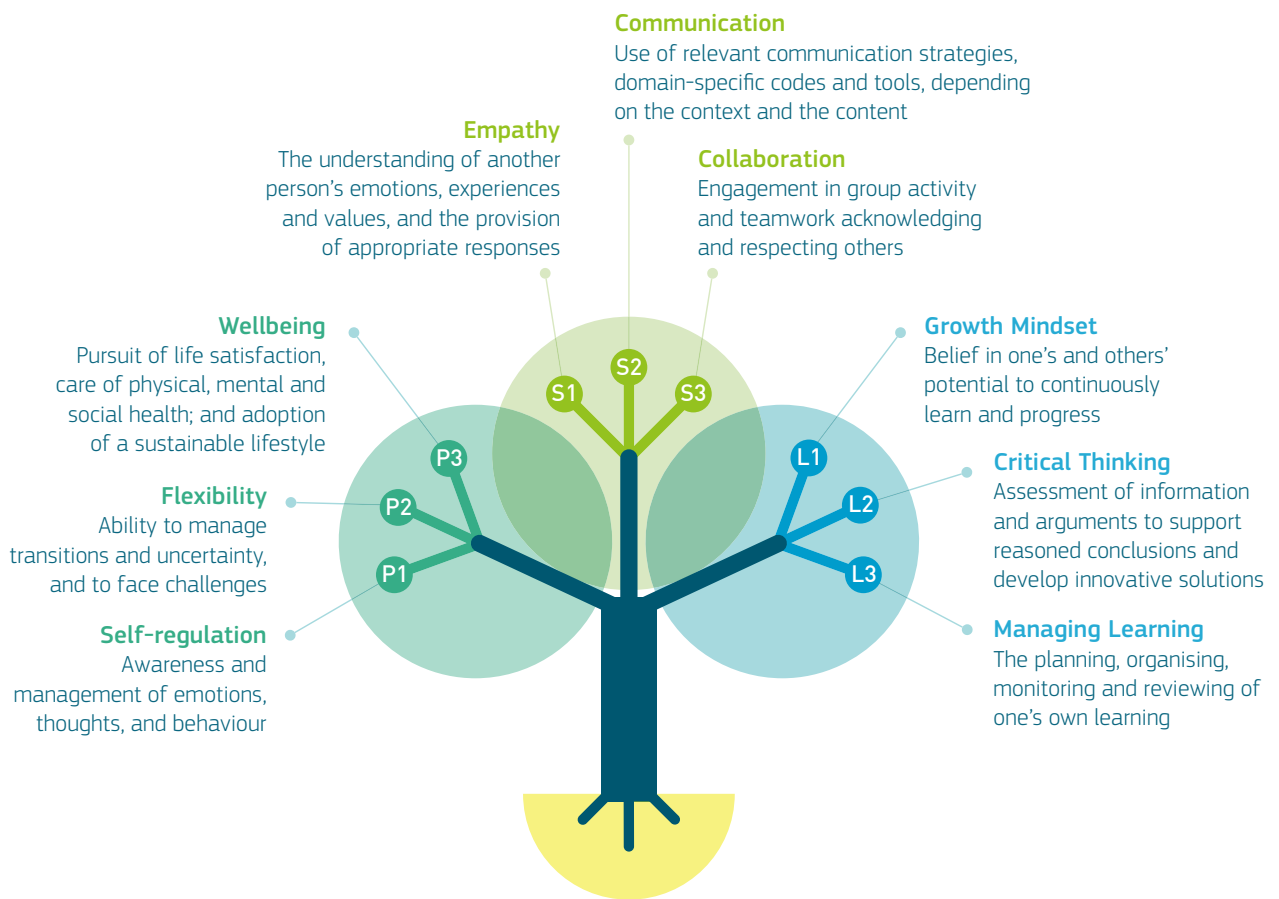 Communication
Use of relevant communication strategies,
domain-specific codes and tools, depending
on the context and the content
Empathy
The understanding of another
person's emotions, experiences
and values, and the provision
of appropriate responses
Collaboration
Engagement in group activity
and teamwork acknowledging
and respecting others
Wellbeing
Pursuit of life satisfaction,
care of physical, mental and
social health; and adoption
of a sustainable lifestyle
Flexibility
Ability to manage
transitions and uncertainty,
and to face challenges
Self-regulation
Awareness and
management of emotions,
thoughts, and behaviour
S1
S2
S3
P3
P2
P1
L1
L2
L3
Growth Mindset
Belief in one's and others'
potential to continuously
learn and progress
Critical Thinking
Assessment of information
and arguments to support
reasoned conclusions and
develop innovative solutions
Managing Learning
The planning, organising,
monitoring and reviewing of
one's own learning